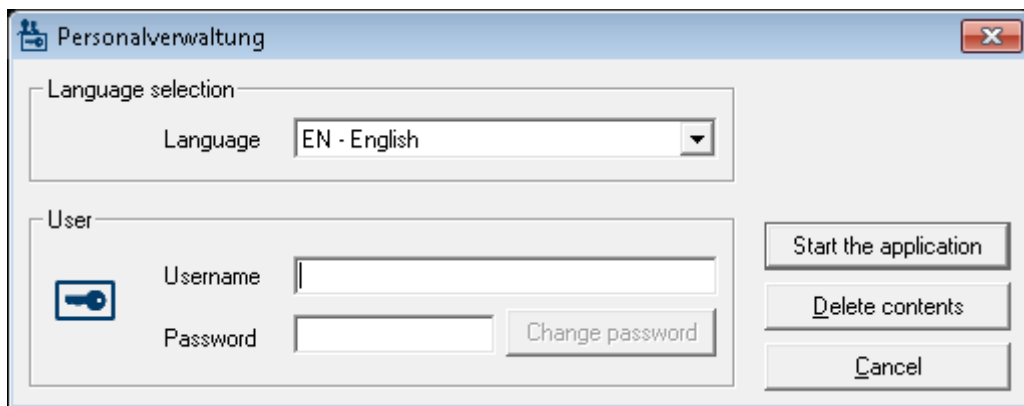 Personalverwaltung
Language selection
Language EN - English
User
Username
Password Change password
Start the application
Delete contents
Cancel